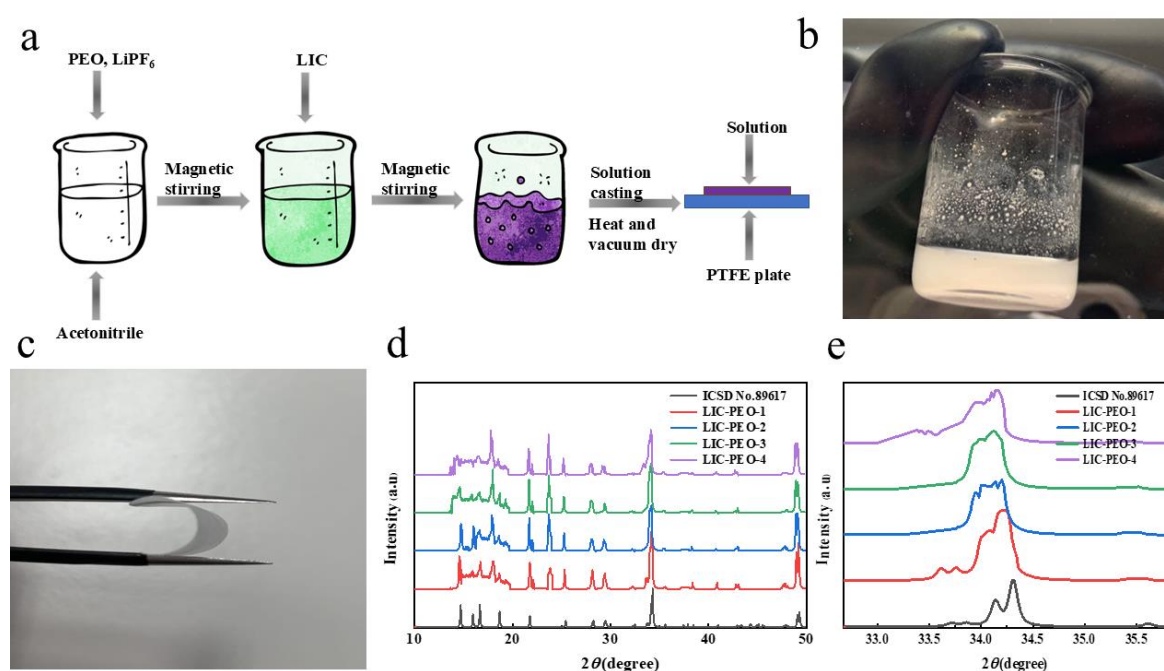 a
PEO, LiPF6
LIC
Magnetic
stirring
Magnetic
stirring
Solution
casting
Heat and
vacuum dry
Solution
PTFE plate
Acetonitrile
b
c
d
ICSD No.89617
LIC-PEO-1
LIC-PEO-2
LIC-PEO-3
LIC-PEO-4
Intensity (a.u)
10 20 30 40 50
2θ(degree)
e
ICSD No.89617
LIC-PEO-1
LIC-PEO-2
LIC-PEO-3
LIC-PEO-4
Intensity (a.u)
33.0 33.5 34.0 34.5 35.0 35.5
2θ(degree)